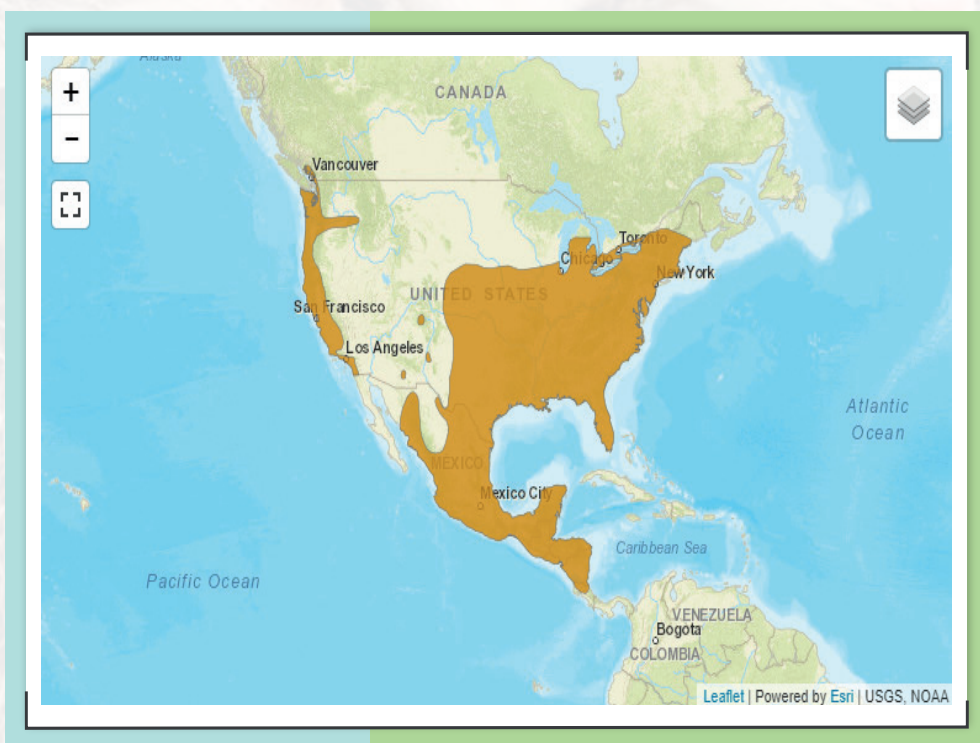 Alaska
+
CANADA
−
Vancouver
Toronto
Chicago
New York
UNITED STATES
San Francisco
Los Angeles
Atlantic
Ocean
MEXICO
Mexico City
Caribbean Sea
Pacific Ocean
VENEZUELA
Bogota
COLOMBIA
Leaflet | Powered by Esri | USGS, NOAA